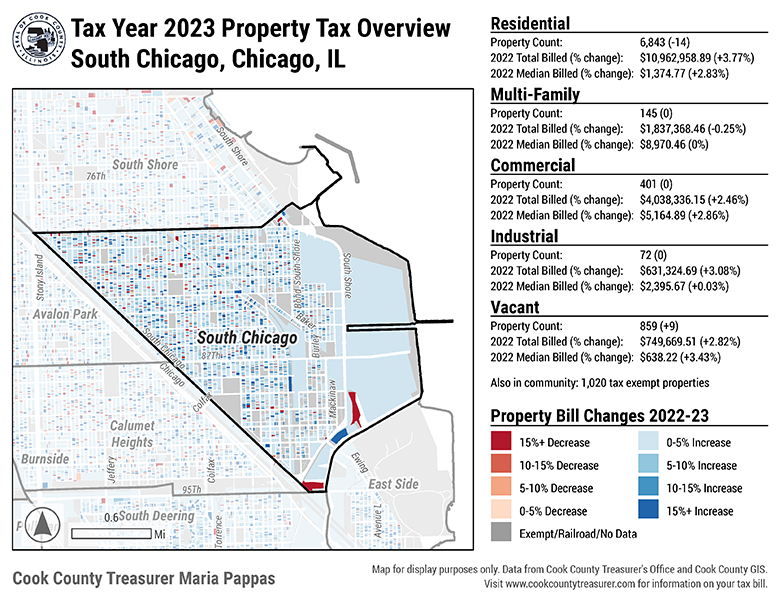 SEAL OF COOK COUNTY
ILLINOIS
Tax Year 2023 Property Tax Overview
South Chicago, Chicago, IL
South Shore
South Shore
76Th
Stony Island
Bond South Shore
South Shore
Avalon Park
South Chicago
Baker
Burley
87Th
South Chicago
Chicago
Colfax
Mackinaw
Calumet
Heights
Burnside
Jeffery
Colfax
Ewing
95Th
East Side
0.6
South Deering
Mi
Torrence
Avenue L
Residential
Property Count: 6,843 (-14)
2022 Total Billed (% change): $10,962,958.89 (+3.77%)
2022 Median Billed (% change): $1,374.77 (+2.83%)
Multi-Family
Property Count: 145 (0)
2022 Total Billed (% change): $1,837,368.46 (-0.25%)
2022 Median Billed (% change): $8,970.46 (0%)
Commercial
Property Count: 401 (0)
2022 Total Billed (% change): $4,038,336.15 (+2.46%)
2022 Median Billed (% change): $5,164.89 (+2.86%)
Industrial
Property Count: 72 (0)
2022 Total Billed (% change): $631,324.69 (+3.08%)
2022 Median Billed (% change): $2,395.67 (+0.03%)
Vacant
Property Count: 859 (+9)
2022 Total Billed (% change): $749,669.51 (+2.82%)
2022 Median Billed (% change): $638.22 (+3.43%)
Also in community: 1,020 tax exempt properties
Property Bill Changes 2022-23
15%+ Decrease
10-15% Decrease
5-10% Decrease
0-5% Decrease
Exempt/Railroad/No Data
0-5% Increase
5-10% Increase
10-15% Increase
15%+ Increase
Cook County Treasurer Maria Pappas
Map for display purposes only. Data from Cook County Treasurer's Office and Cook County GIS.
Visit www.cookcountytreasurer.com for information on your tax bill.